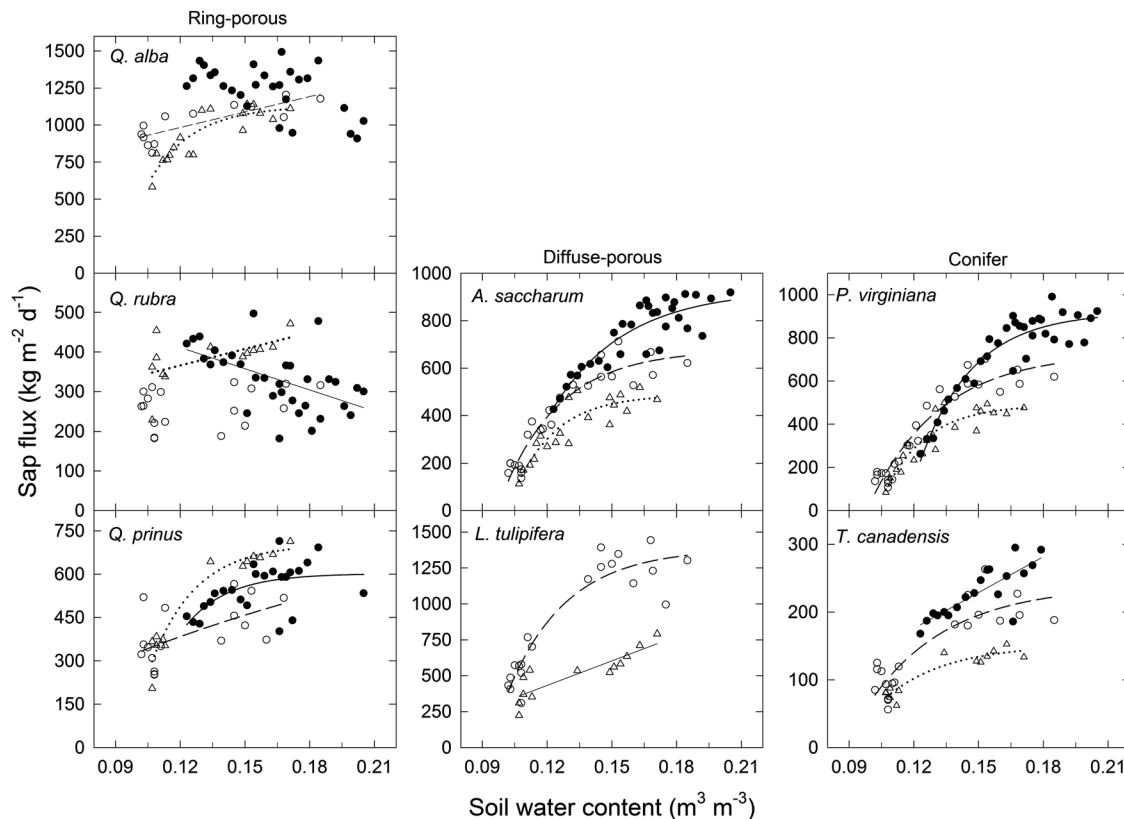 Ring-porous
Q. alba
1500
1250
1000
750
500
250
0
Q. rubra
500
400
300
200
100
0
Q. prinus
750
600
450
300
150
0
0.09 0.12 0.15 0.18 0.21
Diffuse-porous
A. saccharum
1000
800
600
400
200
0
L. tulipifera
1500
1250
1000
750
500
250
0
0.09 0.12 0.15 0.18 0.21
Conifer
P. virginiana
1000
800
600
400
200
0
T. canadensis
300
200
100
0
0.09 0.12 0.15 0.18 0.21
Sap flux (kg m⁻² d⁻¹)
Soil water content (m³ m⁻³)